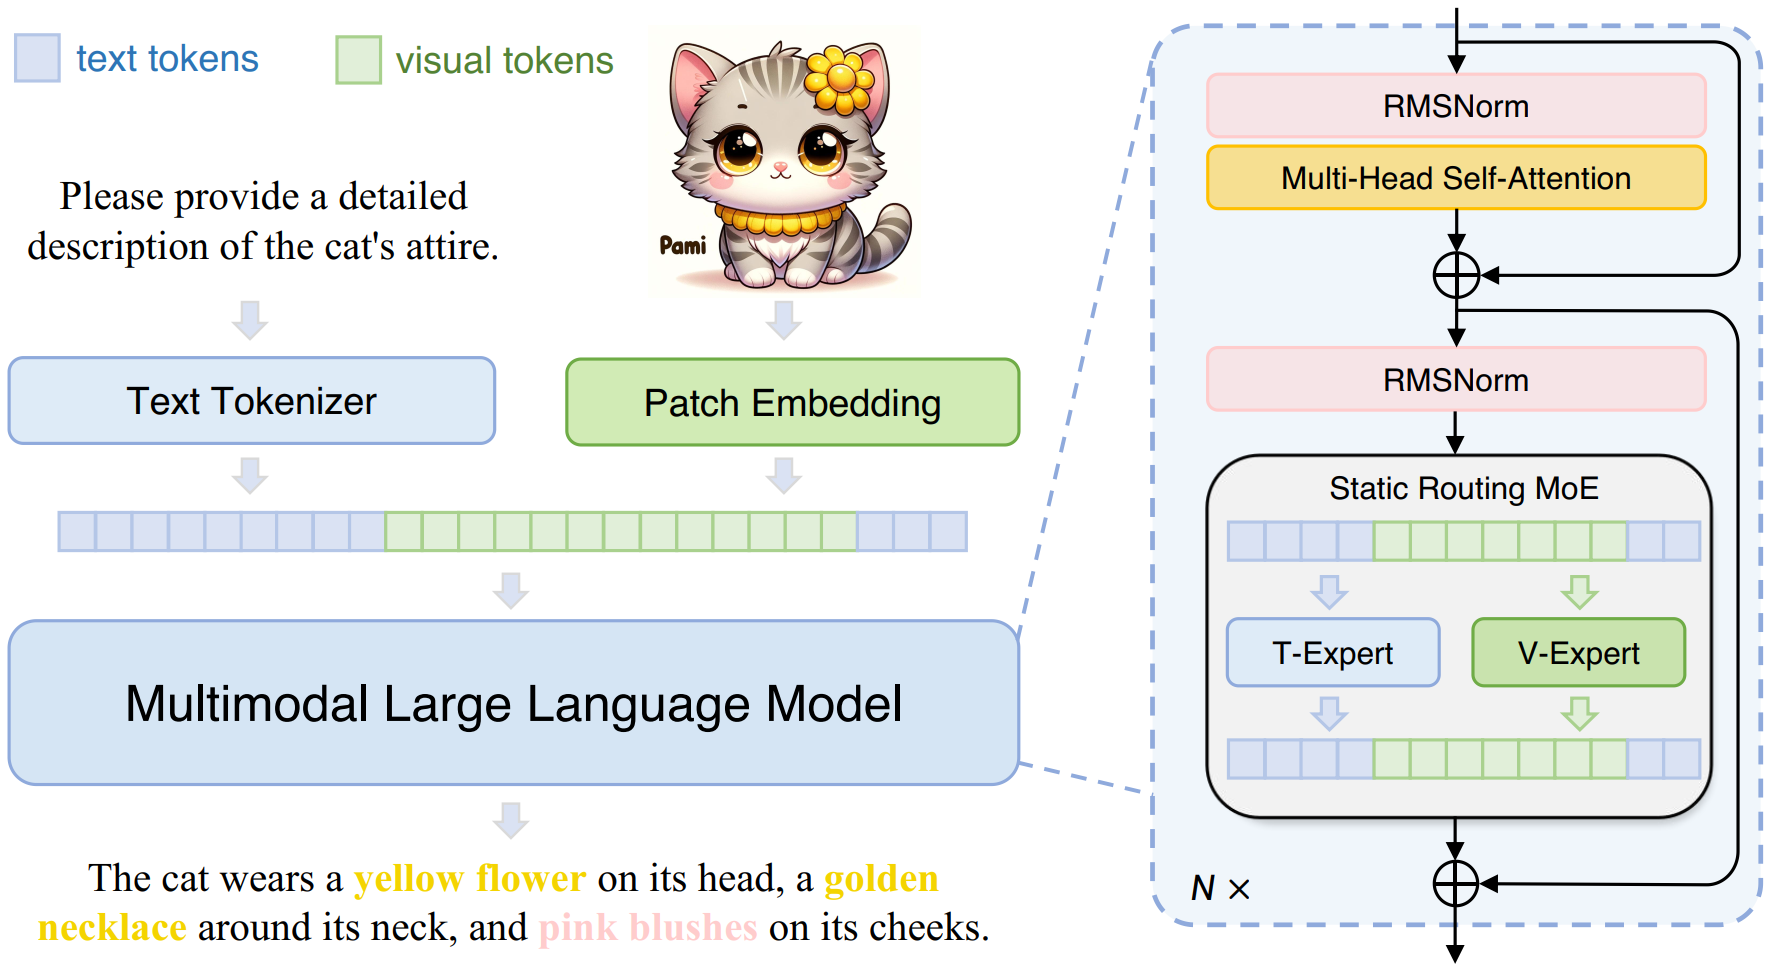 text tokens
visual tokens
Please provide a detailed
description of the cat's attire.
Pami
Text Tokenizer
Patch Embedding
Multimodal Large Language Model
The cat wears a yellow flower on its head, a golden
necklace around its neck, and pink blushes on its cheeks.
RMSNorm
Multi-Head Self-Attention
RMSNorm
Static Routing MoE
T-Expert
V-Expert
N ×